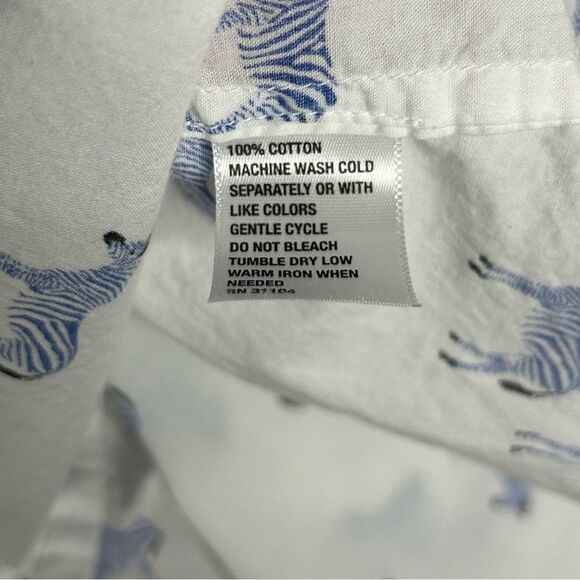 100% COTTON
MACHINE WASH COLD
SEPARATELY OR WITH
LIKE COLORS
GENTLE CYCLE
DO NOT BLEACH
TUMBLE DRY LOW
WARM IRON WHEN
NEEDED
RN 31104